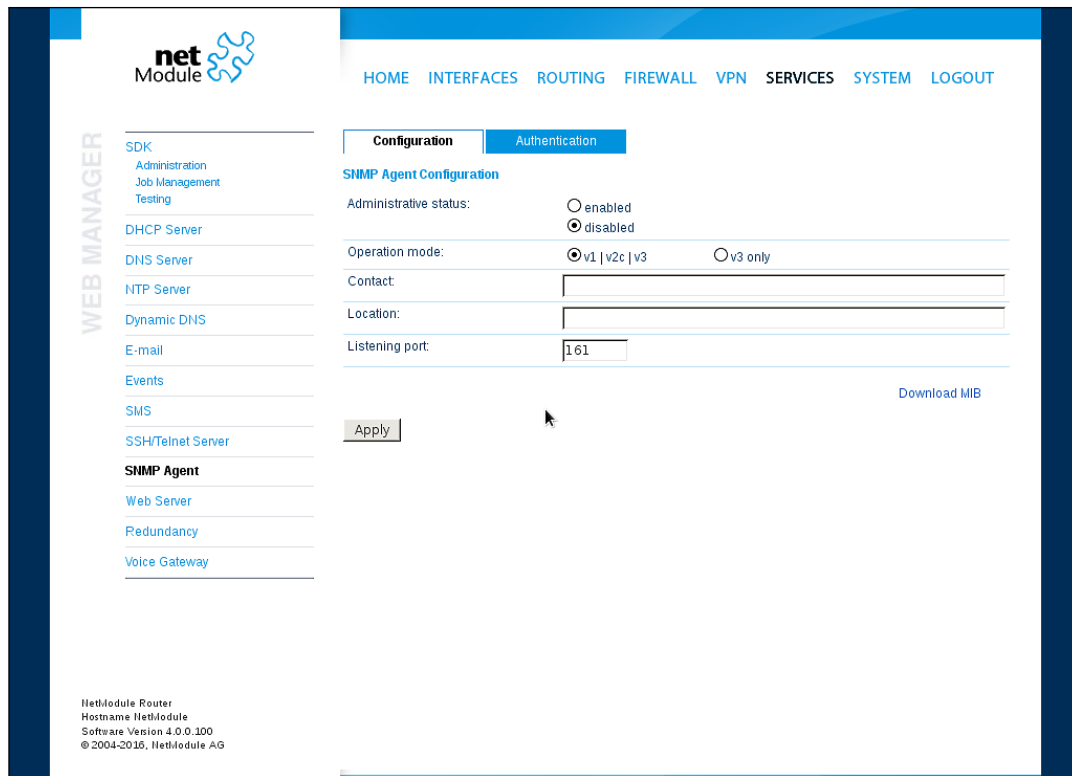 net
Module
HOME INTERFACES ROUTING FIREWALL VPN SERVICES SYSTEM LOGOUT
WEB MANAGER
SDK
Administration
Job Management
Testing
DHCP Server
DNS Server
NTP Server
Dynamic DNS
E-mail
Events
SMS
SSH/Telnet Server
SNMP Agent
Web Server
Redundancy
Voice Gateway
Configuration Authentication
SNMP Agent Configuration
Administrative status: enabled
disabled
Operation mode: v1 | v2c | v3 v3 only
Contact:
Location:
Listening port: 161
Download MIB
Apply
NetModule Router
Hostname NetModule
Software Version 4.0.0.100
© 2004-2016, NetModule AG